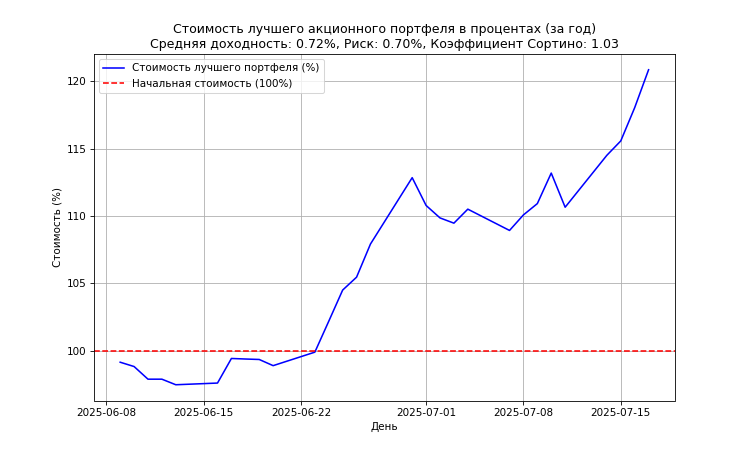 Стоимость лучшего акционного портфеля в процентах (за год)
Средняя доходность: 0.72%, Риск: 0.70%, Коэффициент Сортино: 1.03
Стоимость лучшего портфеля (%)
Начальная стоимость (100%)
Стоимость (%)
120
115
110
105
100
2025-06-08
2025-06-15
2025-06-22
2025-07-01
2025-07-08
2025-07-15
День